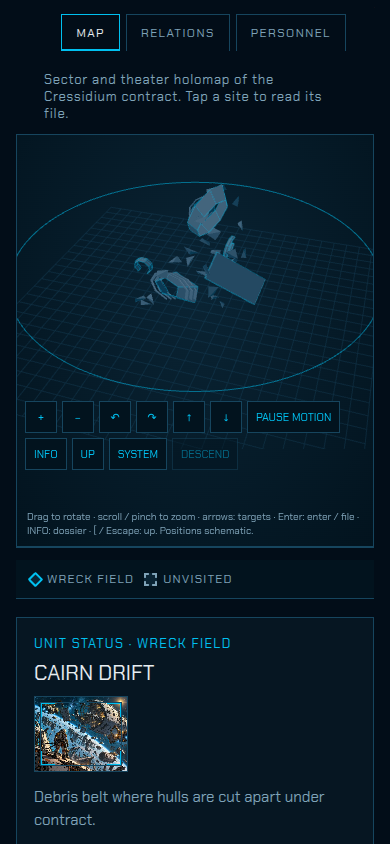 MAP
RELATIONS
PERSONNEL
Sector and theater holomap of the
Cressidium contract. Tap a site to read its
file.
+
−
↶
↷
↑
↓
PAUSE MOTION
INFO
UP
SYSTEM
DESCEND
Drag to rotate · scroll / pinch to zoom · arrows: targets · Enter: enter / file ·
INFO: dossier · [ / Escape: up. Positions schematic.
WRECK FIELD
UNVISITED
UNIT STATUS · WRECK FIELD
CAIRN DRIFT
Debris belt where hulls are cut apart under
contract.